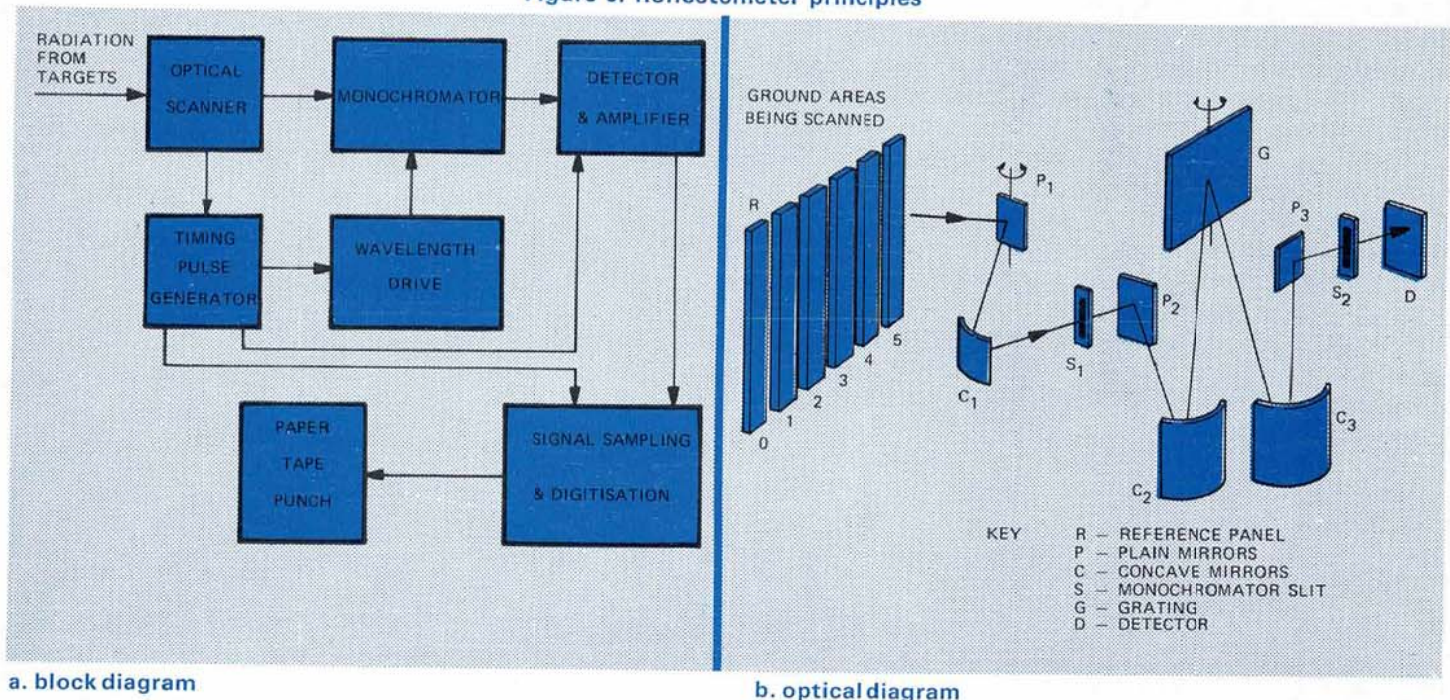 Figure principles
RADIATION
FROM
TARGETS
OPTICAL
SCANNER
MONOCHROMATOR
DETECTOR
& AMPLIFIER
TIMING
PULSE
GENERATOR
WAVELENGTH
DRIVE
PAPER
TAPE
PUNCH
SIGNAL SAMPLING
& DIGITISATION
a. block diagram
GROUND AREAS
BEING SCANNED
R
0
1
2
3
4
5
P1
C1
S1
P2
G
P3
S2
D
C2
C3
KEY
R – REFERENCE PANEL
P – PLAIN MIRRORS
C – CONCAVE MIRRORS
S – MONOCHROMATOR SLIT
G – GRATING
D – DETECTOR
b. optical diagram